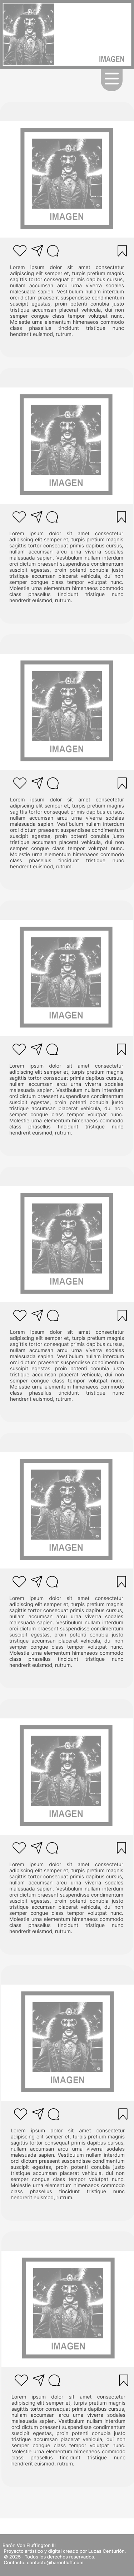 IMAGEN
IMAGEN
Lorem ipsum dolor sit amet consectetur
adipiscing elit semper et, turpis pretium magnis
sagittis tortor consequat primis dapibus cursus,
nullam accumsan arcu urna viverra sodales
malesuada sapien. Vestibulum nullam interdum
orci dictum praesent suspendisse condimentum
suscipit egestas, proin potenti conubia justo
tristique accumsan placerat vehicula, dui non
semper congue class tempor volutpat nunc.
Molestie urna elementum himenaeos commodo
class phasellus tincidunt tristique nunc
hendrerit euismod, rutrum.
IMAGEN
Lorem ipsum dolor sit amet consectetur
adipiscing elit semper et, turpis pretium magnis
sagittis tortor consequat primis dapibus cursus,
nullam accumsan arcu urna viverra sodales
malesuada sapien. Vestibulum nullam interdum
orci dictum praesent suspendisse condimentum
suscipit egestas, proin potenti conubia justo
tristique accumsan placerat vehicula, dui non
semper congue class tempor volutpat nunc.
Molestie urna elementum himenaeos commodo
class phasellus tincidunt tristique nunc
hendrerit euismod, rutrum.
IMAGEN
Lorem ipsum dolor sit amet consectetur
adipiscing elit semper et, turpis pretium magnis
sagittis tortor consequat primis dapibus cursus,
nullam accumsan arcu urna viverra sodales
malesuada sapien. Vestibulum nullam interdum
orci dictum praesent suspendisse condimentum
suscipit egestas, proin potenti conubia justo
tristique accumsan placerat vehicula, dui non
semper congue class tempor volutpat nunc.
Molestie urna elementum himenaeos commodo
class phasellus tincidunt tristique nunc
hendrerit euismod, rutrum.
IMAGEN
Lorem ipsum dolor sit amet consectetur
adipiscing elit semper et, turpis pretium magnis
sagittis tortor consequat primis dapibus cursus,
nullam accumsan arcu urna viverra sodales
malesuada sapien. Vestibulum nullam interdum
orci dictum praesent suspendisse condimentum
suscipit egestas, proin potenti conubia justo
tristique accumsan placerat vehicula, dui non
semper congue class tempor volutpat nunc.
Molestie urna elementum himenaeos commodo
class phasellus tincidunt tristique nunc
hendrerit euismod, rutrum.
IMAGEN
Lorem ipsum dolor sit amet consectetur
adipiscing elit semper et, turpis pretium magnis
sagittis tortor consequat primis dapibus cursus,
nullam accumsan arcu urna viverra sodales
malesuada sapien. Vestibulum nullam interdum
orci dictum praesent suspendisse condimentum
suscipit egestas, proin potenti conubia justo
tristique accumsan placerat vehicula, dui non
semper congue class tempor volutpat nunc.
Molestie urna elementum himenaeos commodo
class phasellus tincidunt tristique nunc
hendrerit euismod, rutrum.
IMAGEN
Lorem ipsum dolor sit amet consectetur
adipiscing elit semper et, turpis pretium magnis
sagittis tortor consequat primis dapibus cursus,
nullam accumsan arcu urna viverra sodales
malesuada sapien. Vestibulum nullam interdum
orci dictum praesent suspendisse condimentum
suscipit egestas, proin potenti conubia justo
tristique accumsan placerat vehicula, dui non
semper congue class tempor volutpat nunc.
Molestie urna elementum himenaeos commodo
class phasellus tincidunt tristique nunc
hendrerit euismod, rutrum.
IMAGEN
Lorem ipsum dolor sit amet consectetur
adipiscing elit semper et, turpis pretium magnis
sagittis tortor consequat primis dapibus cursus,
nullam accumsan arcu urna viverra sodales
malesuada sapien. Vestibulum nullam interdum
orci dictum praesent suspendisse condimentum
suscipit egestas, proin potenti conubia justo
tristique accumsan placerat vehicula, dui non
semper congue class tempor volutpat nunc.
Molestie urna elementum himenaeos commodo
class phasellus tincidunt tristique nunc
hendrerit euismod, rutrum.
IMAGEN
Lorem ipsum dolor sit amet consectetur
adipiscing elit semper et, turpis pretium magnis
sagittis tortor consequat primis dapibus cursus,
nullam accumsan arcu urna viverra sodales
malesuada sapien. Vestibulum nullam interdum
orci dictum praesent suspendisse condimentum
suscipit egestas, proin potenti conubia justo
tristique accumsan placerat vehicula, dui non
semper congue class tempor volutpat nunc.
Molestie urna elementum himenaeos commodo
class phasellus tincidunt tristique nunc
hendrerit euismod, rutrum.
IMAGEN
Lorem ipsum dolor sit amet consectetur
adipiscing elit semper et, turpis pretium magnis
sagittis tortor consequat primis dapibus cursus,
nullam accumsan arcu urna viverra sodales
malesuada sapien. Vestibulum nullam interdum
orci dictum praesent suspendisse condimentum
suscipit egestas, proin potenti conubia justo
tristique accumsan placerat vehicula, dui non
semper congue class tempor volutpat nunc.
Molestie urna elementum himenaeos commodo
class phasellus tincidunt tristique nunc
hendrerit euismod, rutrum.
Barón Von Fluffington III
Proyecto artístico y digital creado por Lucas Centurión.
© 2025 · Todos los derechos reservados.
Contacto: contacto@baronfluff.com